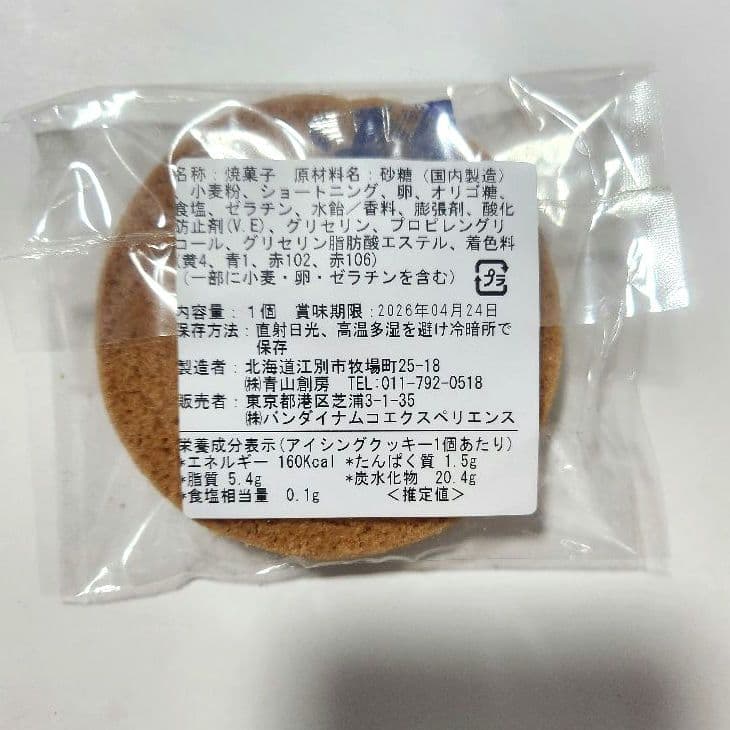 名称：焼菓子　原材料名：砂糖（国内製造）
、小麦粉、ショートニング、卵、オリゴ糖、
食塩、ゼラチン、水飴／香料、膨張剤、酸化
防止剤(V.E)、グリセリン、プロピレングリ
コール、グリセリン脂肪酸エステル、着色料
(黄4、青1、赤102、赤106)
（一部に小麦・卵・ゼラチンを含む）
プラ
内容量：１個　賞味期限：2026年04月24日
保存方法：直射日光、高温多湿を避け冷暗所で
保存
製造者：北海道江別市牧場町25-18
㈱青山創房　TEL:011-792-0518
販売者：東京都港区芝浦3-1-35
㈱バンダイナムコエクスペリエンス
栄養成分表示(アイシングクッキー1個あたり)
*エネルギー 160Kcal *たんぱく質 1.5g
*脂質 5.4g　*炭水化物 20.4g
*食塩相当量　0.1g　＜推定値＞